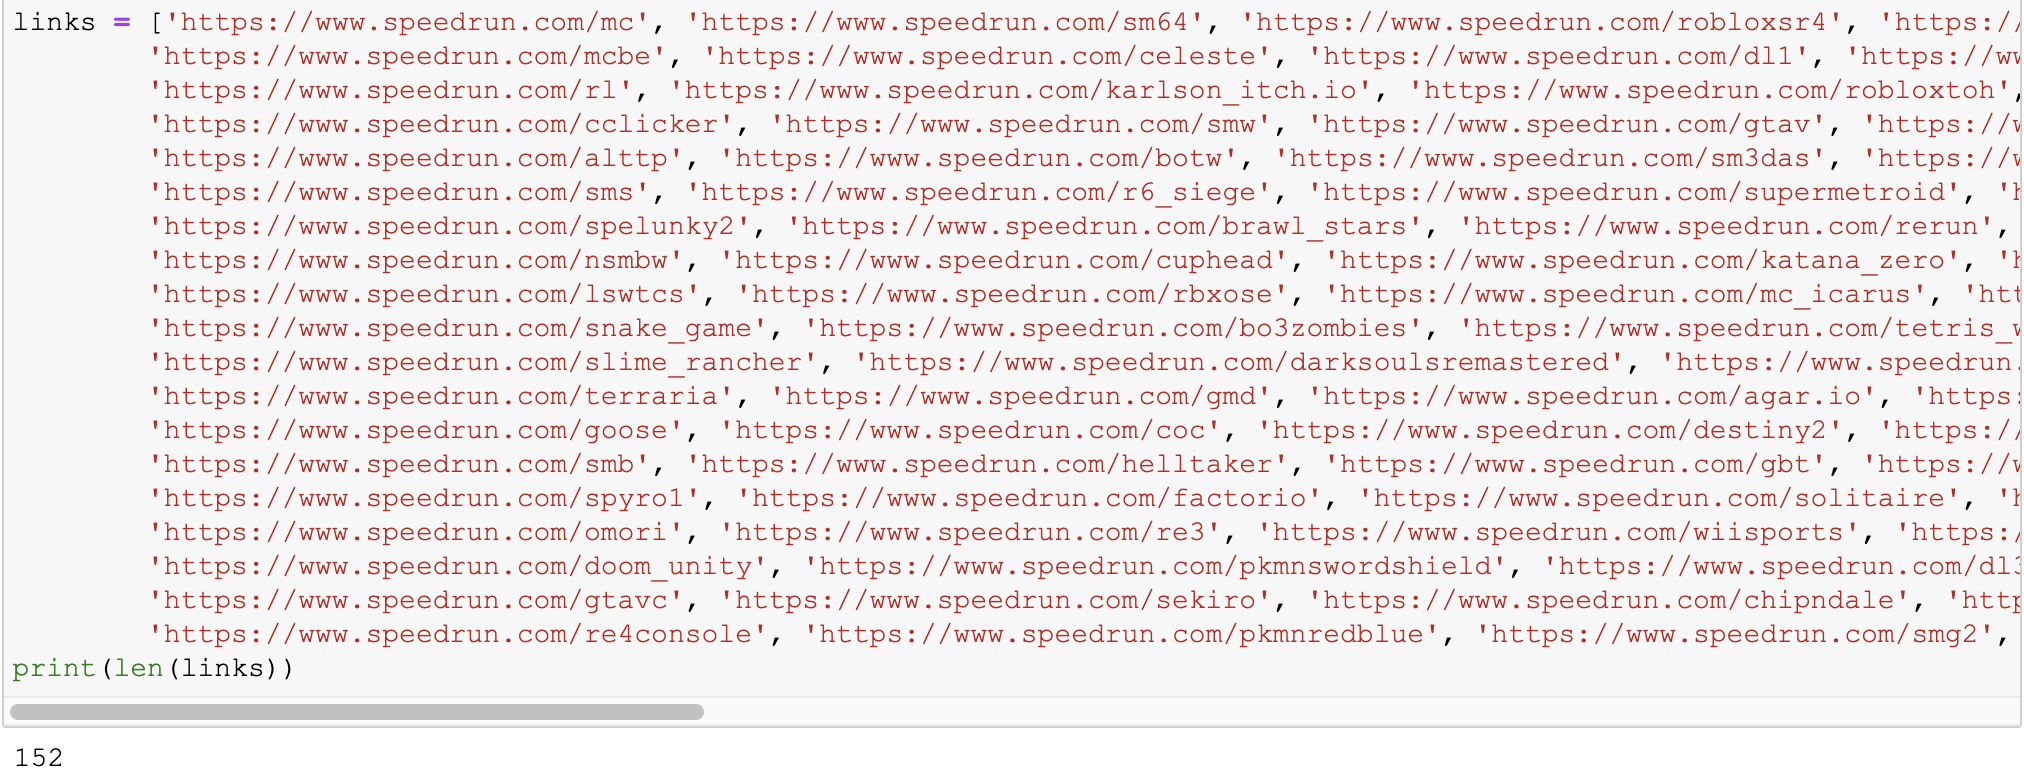 links = ['https://www.speedrun.com/mc', 'https://www.speedrun.com/sm64', 'https://www.speedrun.com/robloxsr4', 'https:/
'https://www.speedrun.com/mcbe', 'https://www.speedrun.com/celeste', 'https://www.speedrun.com/dl1', 'https://w
'https://www.speedrun.com/rl', 'https://www.speedrun.com/karlson_itch.io', 'https://www.speedrun.com/robloxtoh',
'https://www.speedrun.com/cclicker', 'https://www.speedrun.com/smw', 'https://www.speedrun.com/gtav', 'https://
'https://www.speedrun.com/alttp', 'https://www.speedrun.com/botw', 'https://www.speedrun.com/sm3das', 'https://
'https://www.speedrun.com/sms', 'https://www.speedrun.com/r6_siege', 'https://www.speedrun.com/supermetroid', 'h
'https://www.speedrun.com/spelunky2', 'https://www.speedrun.com/brawl_stars', 'https://www.speedrun.com/rerun',
'https://www.speedrun.com/nsmbw', 'https://www.speedrun.com/cuphead', 'https://www.speedrun.com/katana_zero', 'h
'https://www.speedrun.com/lswtcs', 'https://www.speedrun.com/rbxose', 'https://www.speedrun.com/mc_icarus', 'htt
'https://www.speedrun.com/snake_game', 'https://www.speedrun.com/bo3zombies', 'https://www.speedrun.com/tetris_
'https://www.speedrun.com/slime_rancher', 'https://www.speedrun.com/darksoulsremastered', 'https://www.speedrun.
'https://www.speedrun.com/terraria', 'https://www.speedrun.com/gmd', 'https://www.speedrun.com/agar.io', 'https:
'https://www.speedrun.com/goose', 'https://www.speedrun.com/coc', 'https://www.speedrun.com/destiny2', 'https:/
'https://www.speedrun.com/smb', 'https://www.speedrun.com/helltaker', 'https://www.speedrun.com/gbt', 'https://
'https://www.speedrun.com/spyro1', 'https://www.speedrun.com/factorio', 'https://www.speedrun.com/solitaire', 'h
'https://www.speedrun.com/omori', 'https://www.speedrun.com/re3', 'https://www.speedrun.com/wiisports', 'https:/
'https://www.speedrun.com/doom_unity', 'https://www.speedrun.com/pkmnswordshield', 'https://www.speedrun.com/dl3
'https://www.speedrun.com/gtavc', 'https://www.speedrun.com/sekiro', 'https://www.speedrun.com/chipndale', 'http
'https://www.speedrun.com/re4console', 'https://www.speedrun.com/pkmnredblue', 'https://www.speedrun.com/smg2',
print(len(links))
152